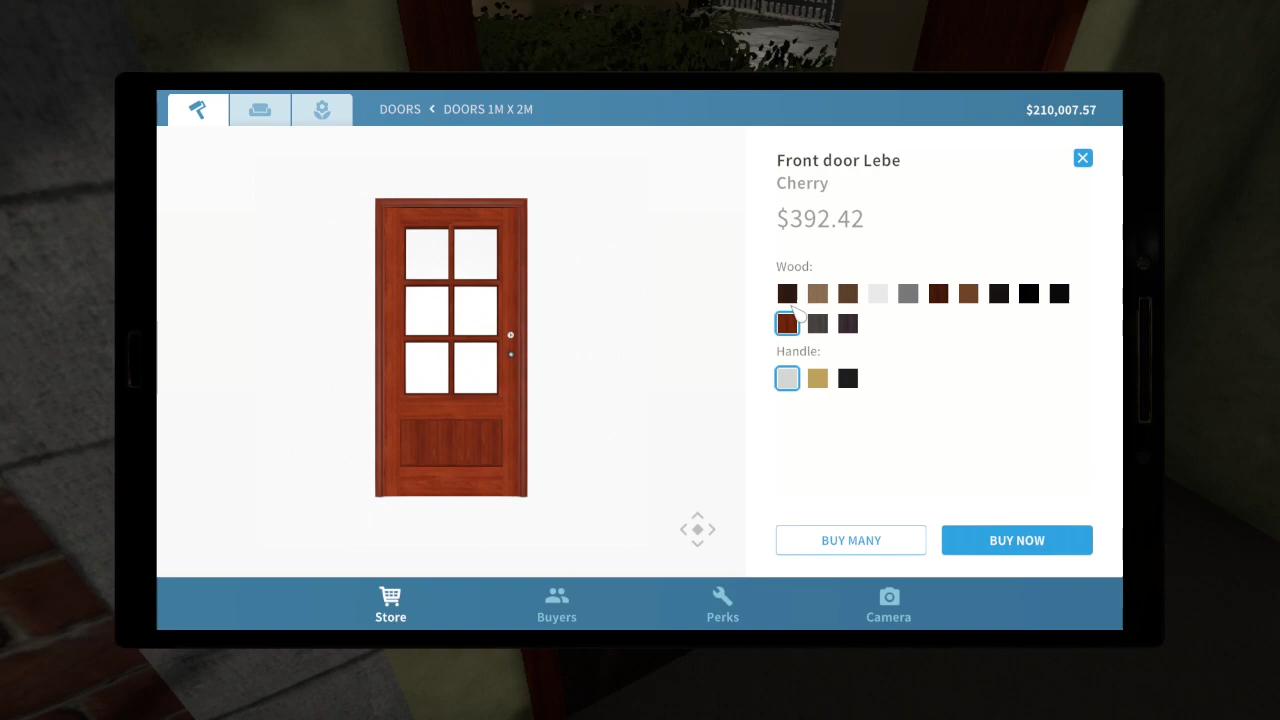 DOORS < DOORS 1M X 2M
$210,007.57
Front door Lebe
Cherry
$392.42
Wood:
Handle:
BUY MANY
BUY NOW
Store
Buyers
Perks
Camera